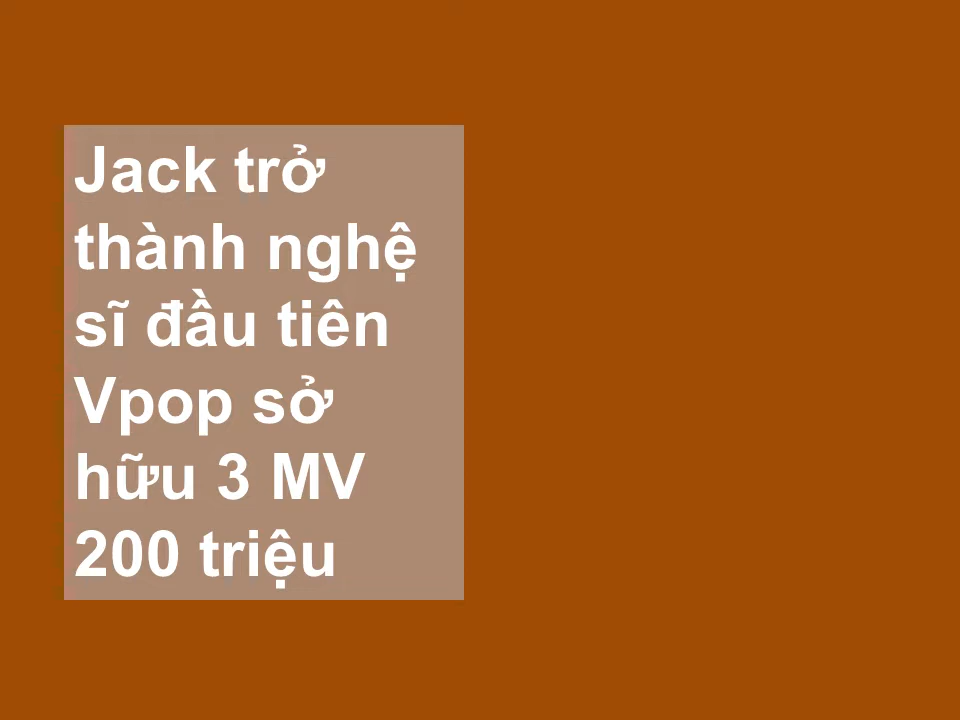 Jack trở
thành nghệ
sĩ đầu tiên
Vpop sở
hữu 3 MV
200 triệu